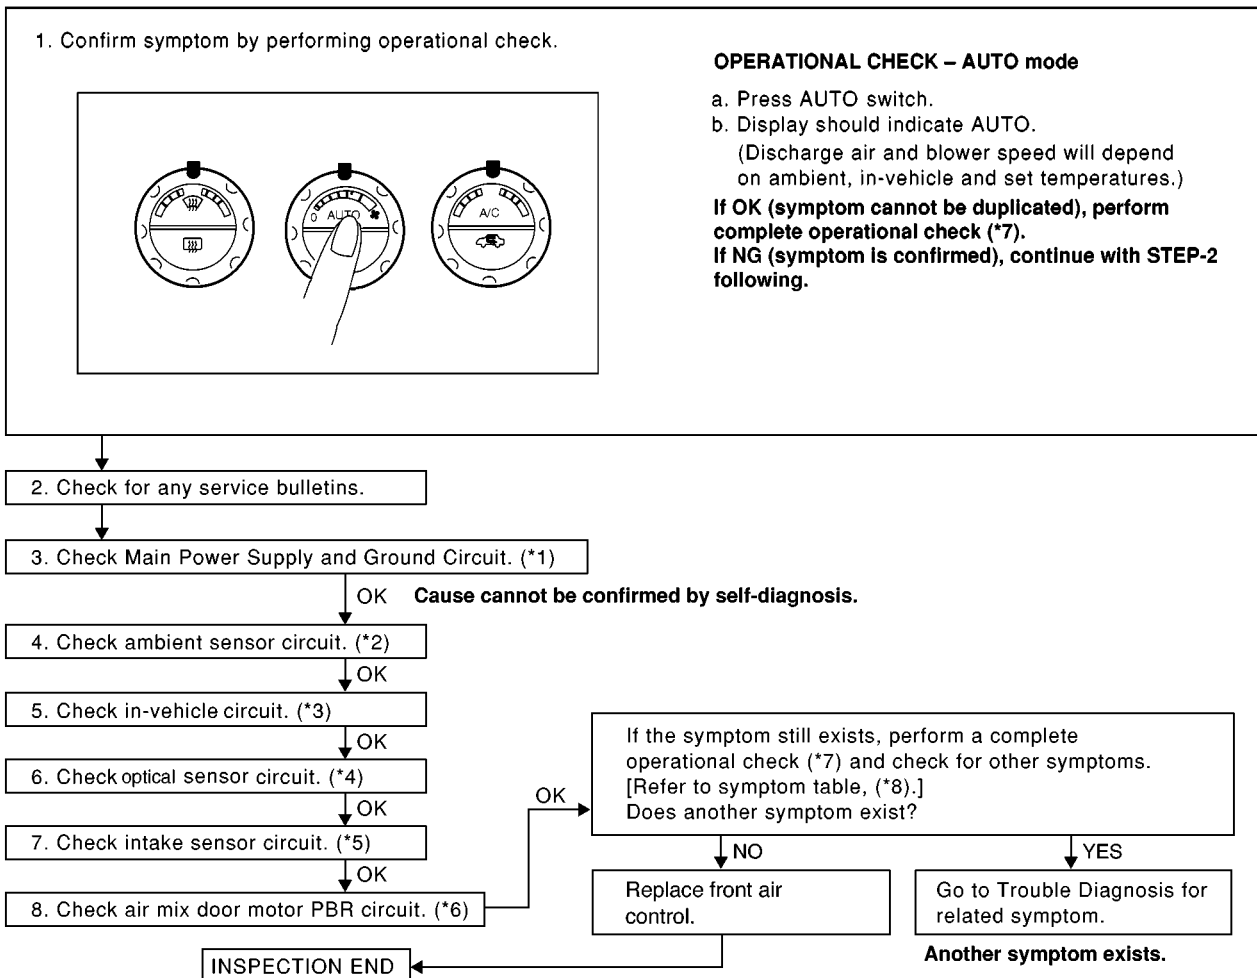 1. Confirm symptom by performing operational check.
0 AUTO
A/C
OPERATIONAL CHECK – AUTO mode
a. Press AUTO switch.
b. Display should indicate AUTO.
(Discharge air and blower speed will depend
on ambient, in-vehicle and set temperatures.)
If OK (symptom cannot be duplicated), perform
complete operational check (*7).
If NG (symptom is confirmed), continue with STEP-2
following.
2. Check for any service bulletins.
3. Check Main Power Supply and Ground Circuit. (*1)
OK Cause cannot be confirmed by self-diagnosis.
4. Check ambient sensor circuit. (*2)
OK
5. Check in-vehicle circuit. (*3)
OK
6. Check optical sensor circuit. (*4)
OK
7. Check intake sensor circuit. (*5)
OK
8. Check air mix door motor PBR circuit. (*6)
OK
If the symptom still exists, perform a complete
operational check (*7) and check for other symptoms.
[Refer to symptom table, (*8).]
Does another symptom exist?
NO
YES
Replace front air
control.
Go to Trouble Diagnosis for
related symptom.
Another symptom exists.
INSPECTION END